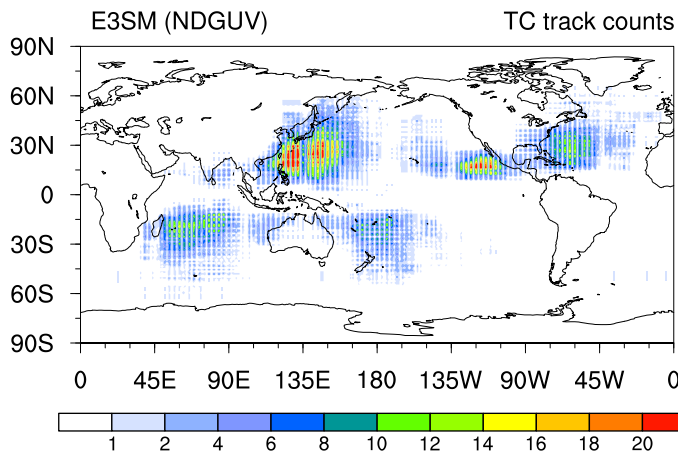 E3SM (NDGUV) TC track counts
90N
60N
30N
0
30S
60S
90S
0 45E 90E 135E 180 135W 90W 45W 0
1 2 4 6 8 10 12 14 16 18 20